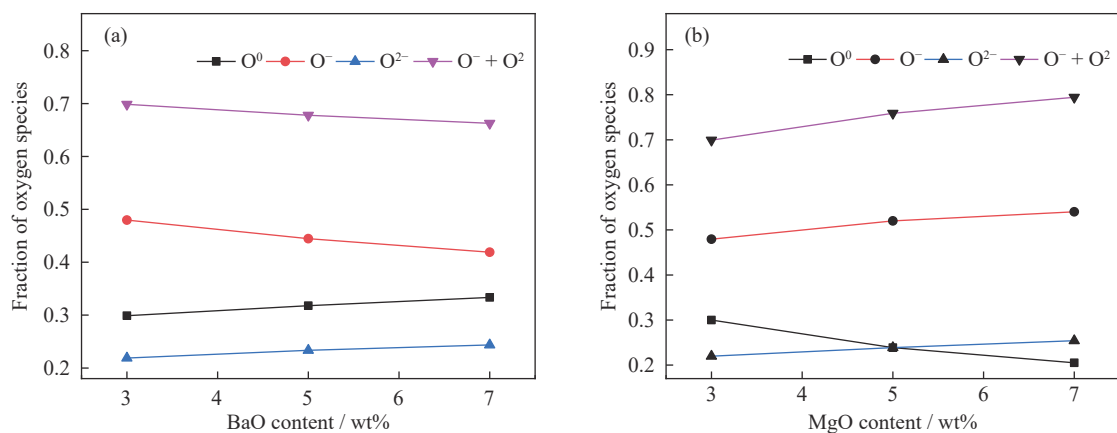 (a)
O⁰ O⁻ O²⁻ O⁻ + O²
0.8
0.7
0.6
0.5
0.4
0.3
0.2
Fraction of oxygen species
3 4 5 6 7
BaO content / wt%
(b)
O⁰ O⁻ O²⁻ O⁻ + O²
0.9
0.8
0.7
0.6
0.5
0.4
0.3
0.2
Fraction of oxygen species
3 4 5 6 7
MgO content / wt%